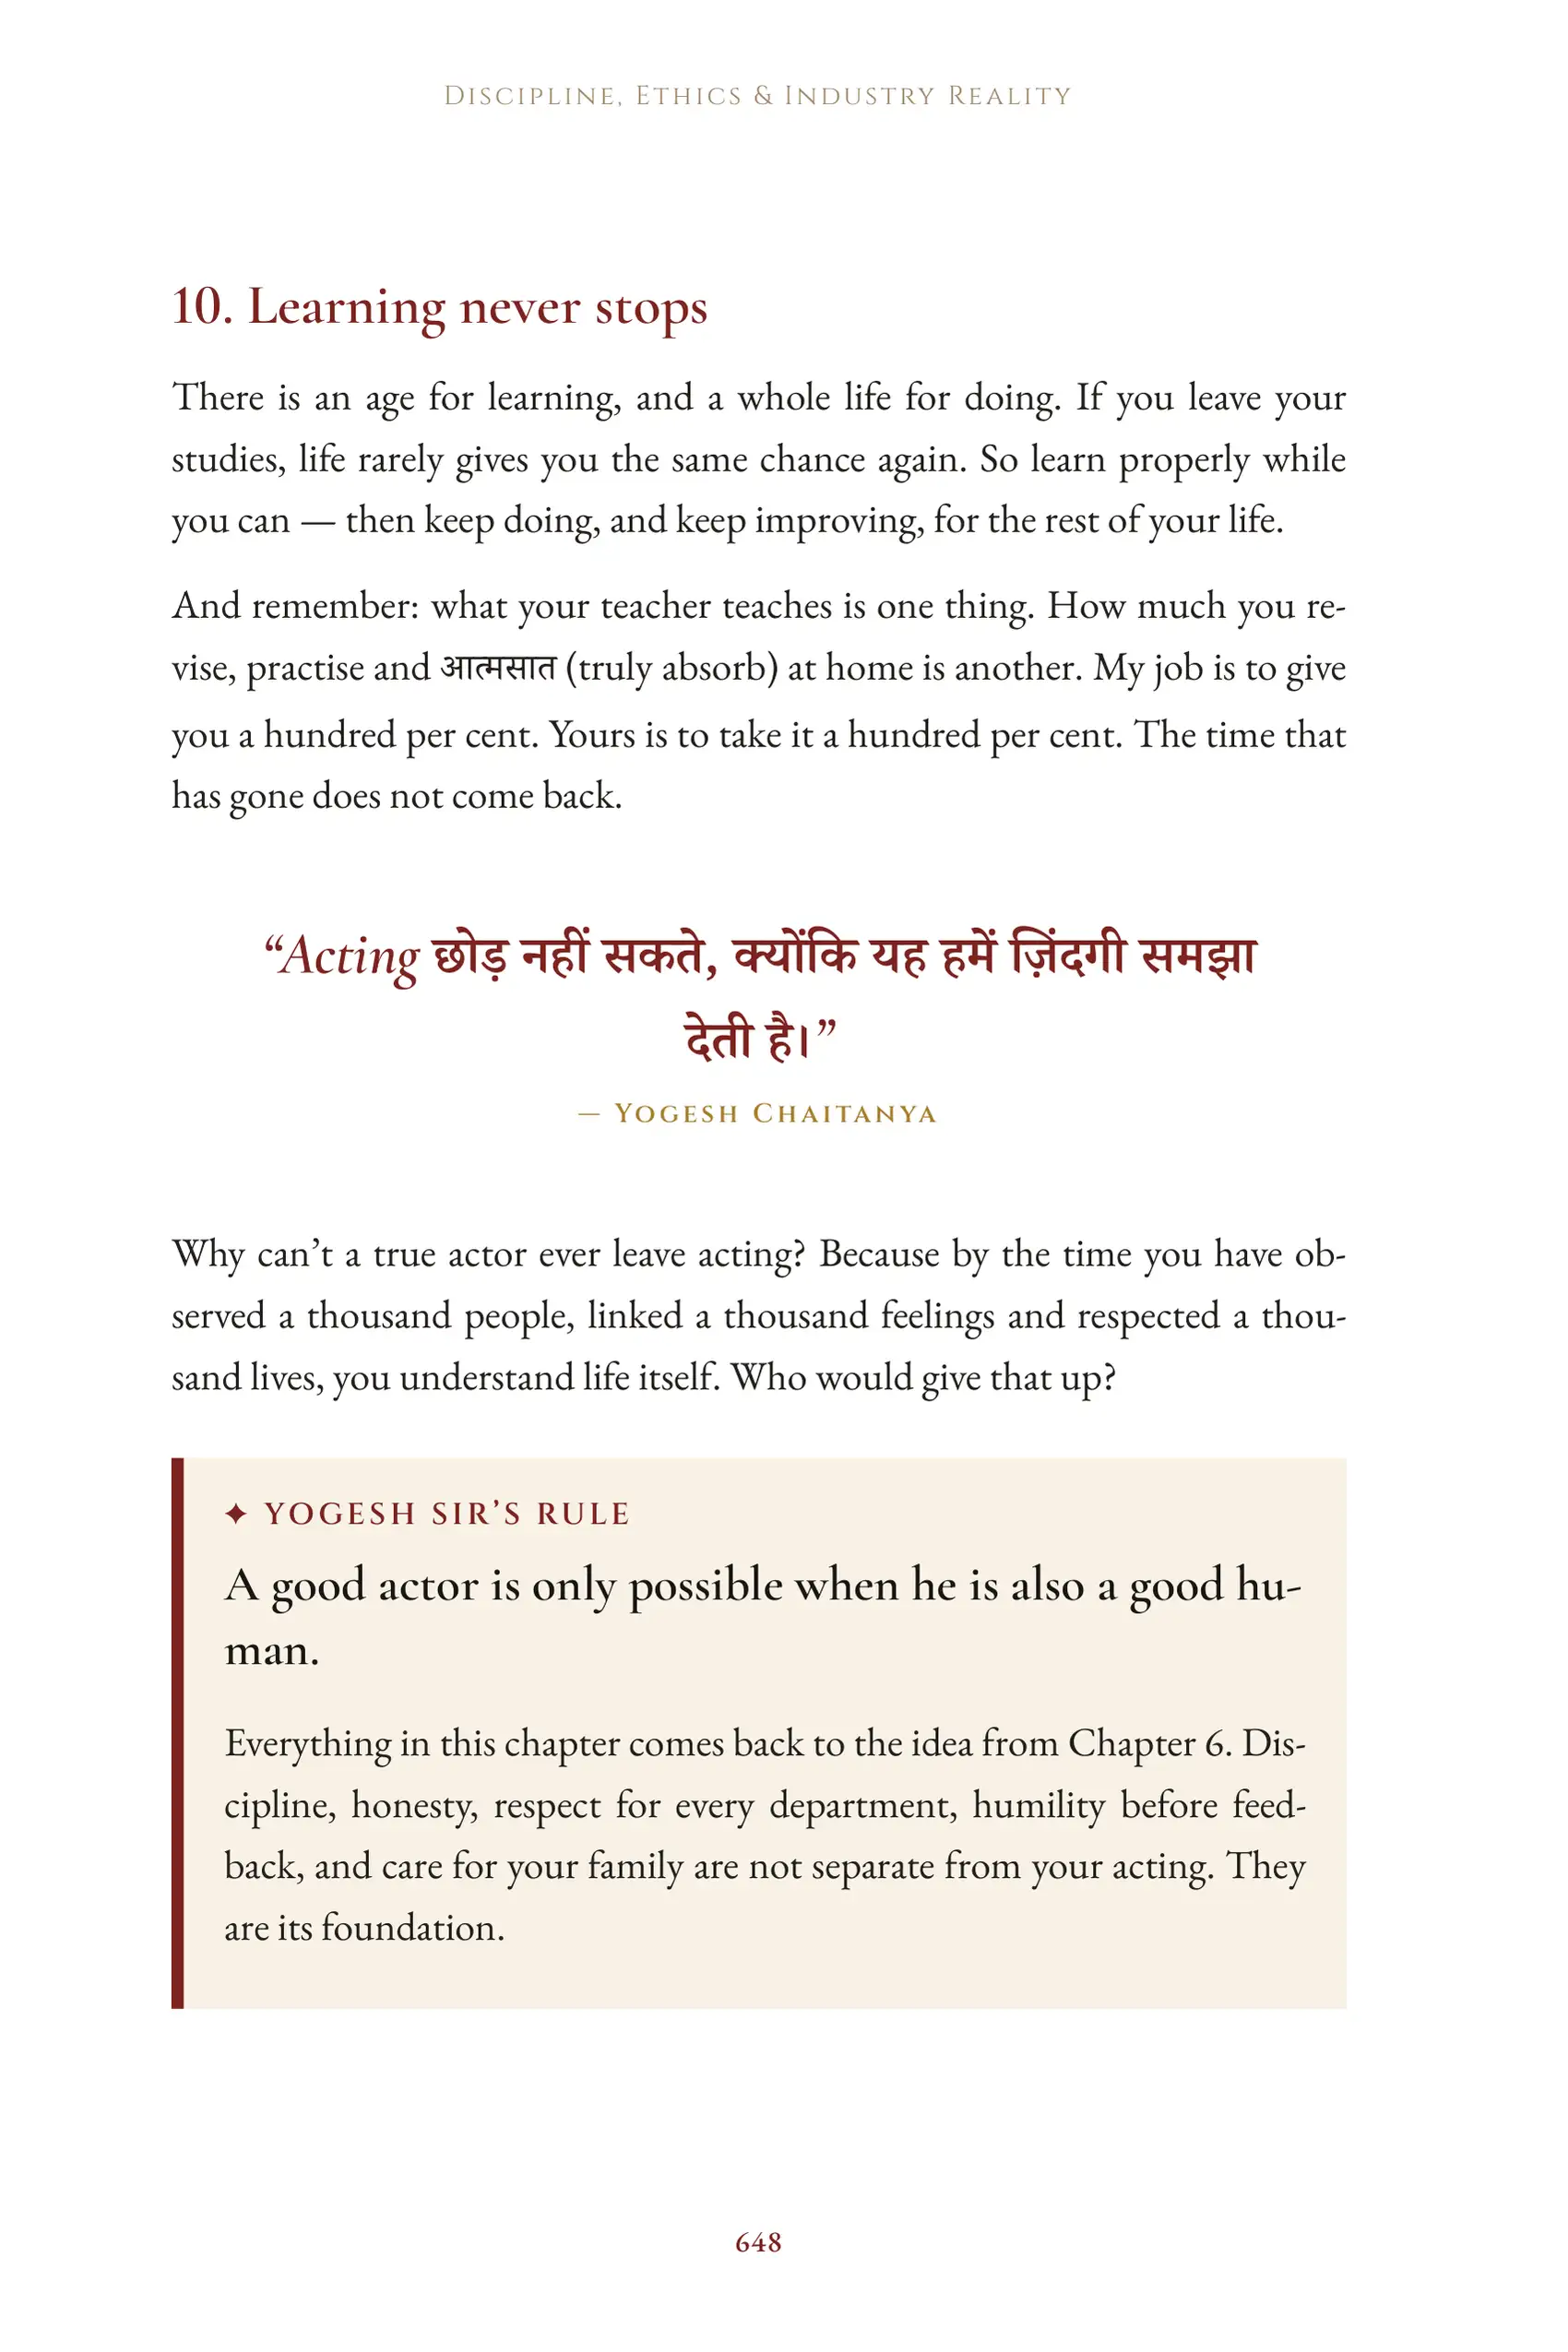 Discipline, Ethics & Industry Reality
10. Learning never stops
There is an age for learning, and a whole life for doing. If you leave your
studies, life rarely gives you the same chance again. So learn properly while
you can — then keep doing, and keep improving, for the rest of your life.
And remember: what your teacher teaches is one thing. How much you re-
vise, practise and आत्मसात (truly absorb) at home is another. My job is to give
you a hundred per cent. Yours is to take it a hundred per cent. The time that
has gone does not come back.
“Acting छोड़ नहीं सकते, क्योंकि यह हमें ज़िंदगी समझा
देती है।”
— Yogesh Chaitanya
Why can’t a true actor ever leave acting? Because by the time you have ob-
served a thousand people, linked a thousand feelings and respected a thou-
sand lives, you understand life itself. Who would give that up?
✦ YOGESH SIR’S RULE
A good actor is only possible when he is also a good hu-
man.
Everything in this chapter comes back to the idea from Chapter 6. Dis-
cipline, honesty, respect for every department, humility before feed-
back, and care for your family are not separate from your acting. They
are its foundation.
648